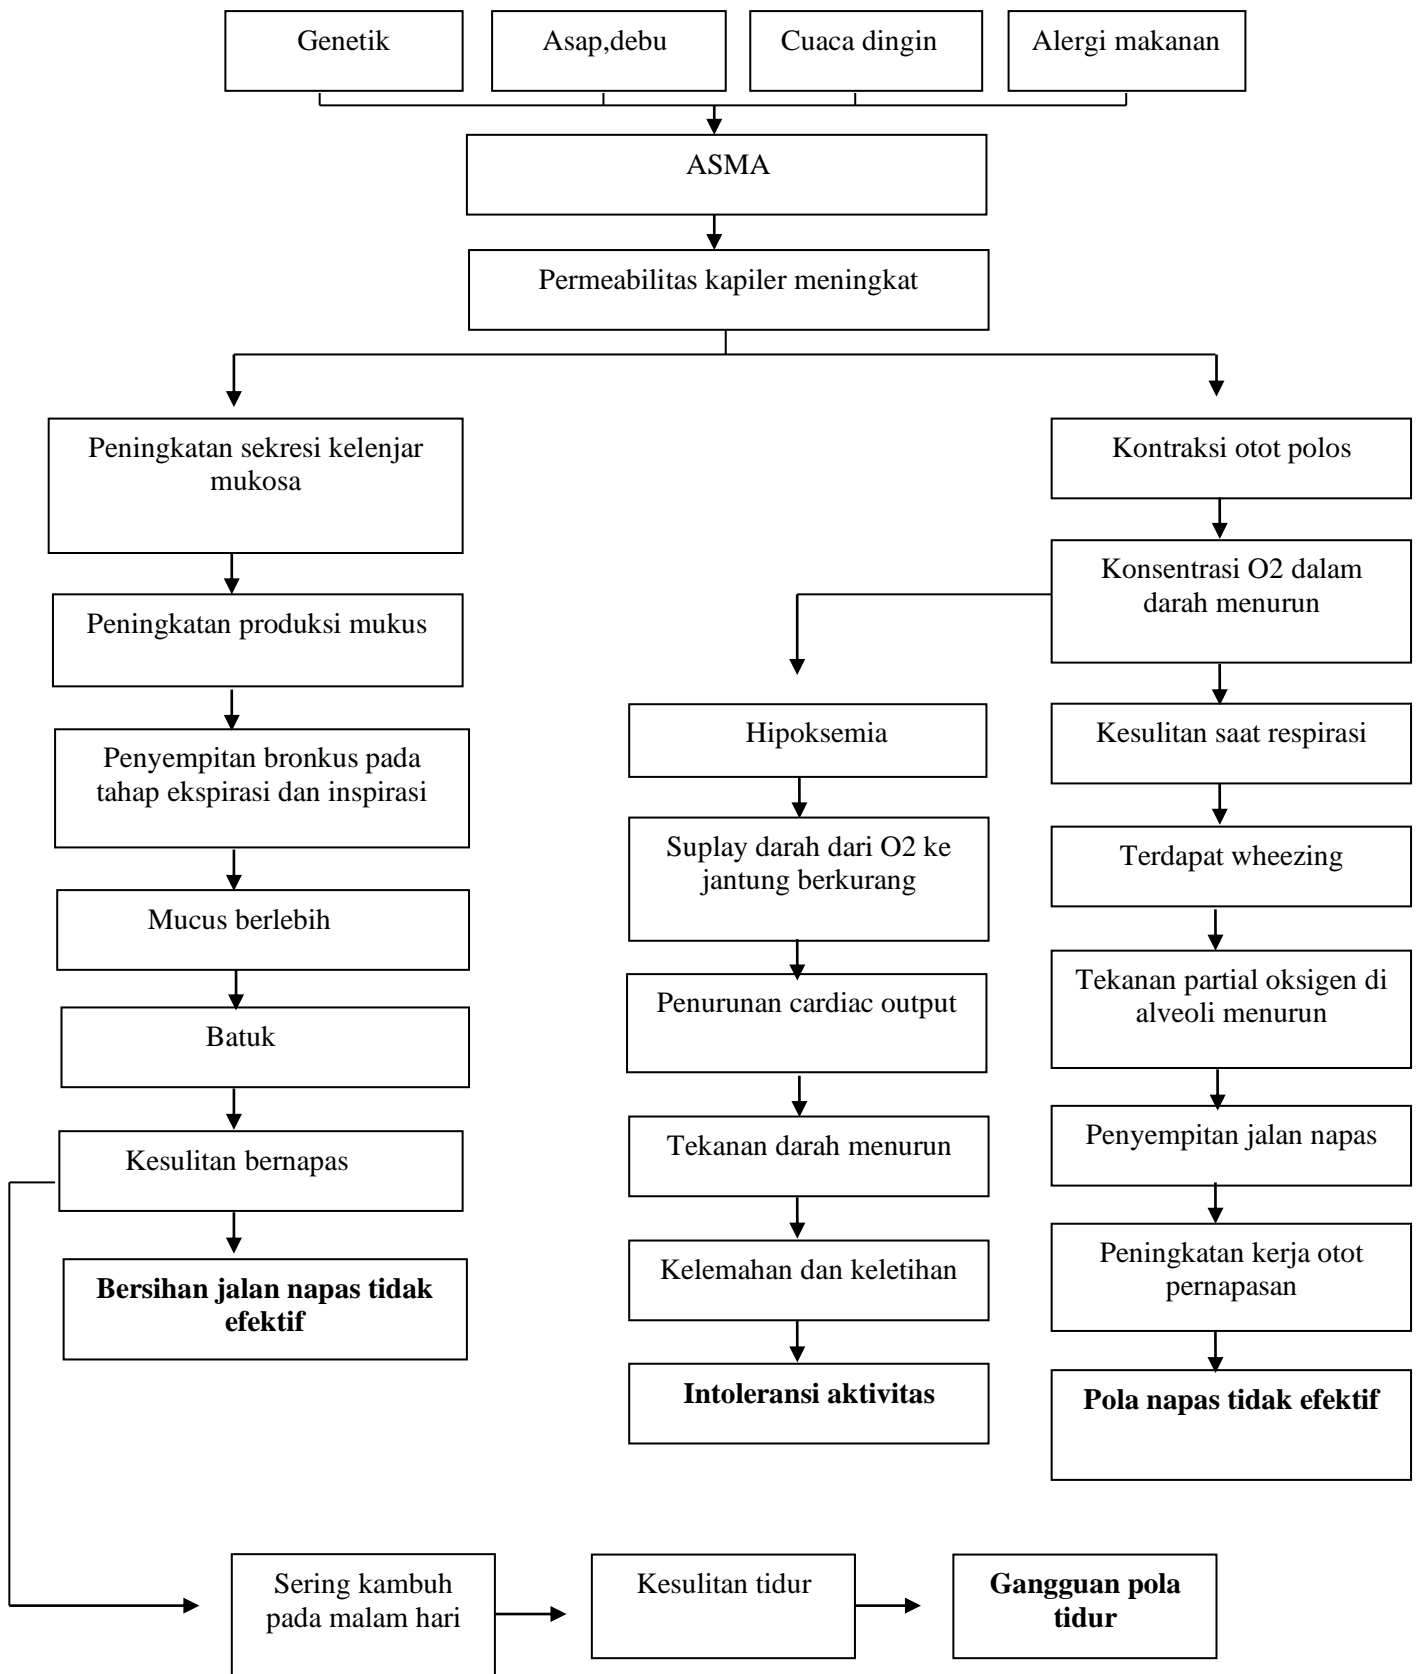 Genetik
Asap,debu
Cuaca dingin
Alergi makanan
ASMA
Permeabilitas kapiler meningkat
Peningkatan sekresi kelenjar
mukosa
Peningkatan produksi mukus
Penyempitan bronkus pada
tahap ekspirasi dan inspirasi
Mucus berlebih
Batuk
Kesulitan bernapas
Bersihan jalan napas tidak
efektif
Hipoksemia
Suplay darah dari O2 ke
jantung berkurang
Penurunan cardiac output
Tekanan darah menurun
Kelemahan dan keletihan
Intoleransi aktivitas
Kontraksi otot polos
Konsentrasi O2 dalam
darah menurun
Kesulitan saat respirasi
Terdapat wheezing
Tekanan partial oksigen di
alveoli menurun
Penyempitan jalan napas
Peningkatan kerja otot
pernapasan
Pola napas tidak efektif
Sering kambuh
pada malam hari
Kesulitan tidur
Gangguan pola
tidur